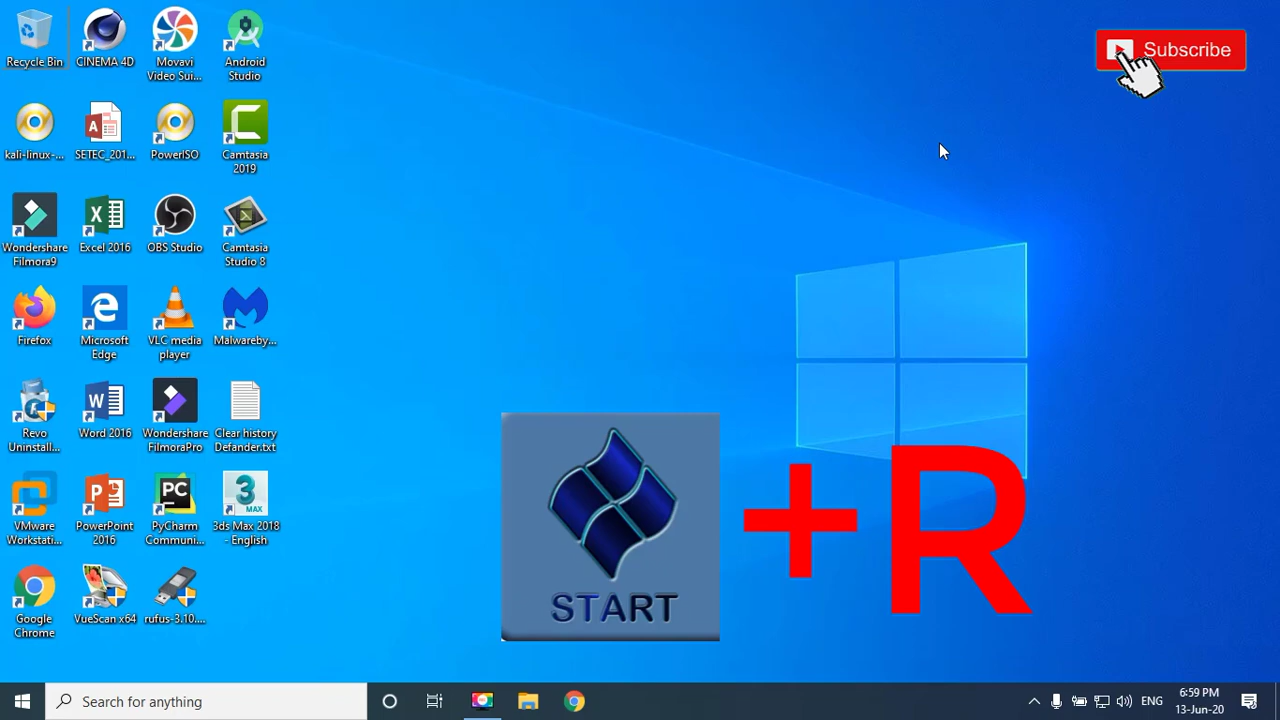 Recycle Bin
CINEMA 4D
Movavi
Video Sui...
Android
Studio
Subscribe
kali-linux-...
SETEC_201...
PowerISO
Camtasia
2019
Wondershare
Filmora9
Excel 2016
OBS Studio
Camtasia
Studio 8
Firefox
Microsoft
Edge
VLC media
player
Malwareby...
Revo
Uninstall...
Word 2016
Wondershare
FilmoraPro
Clear history
Defander.txt
VMware
Workstati...
PowerPoint
2016
PC
PyCharm
Communi...
3
MAX
3ds Max 2018
- English
Google
Chrome
VueScan x64
rufus-3.10....
START
+R
Search for anything
ENG
6:59 PM
13-Jun-20